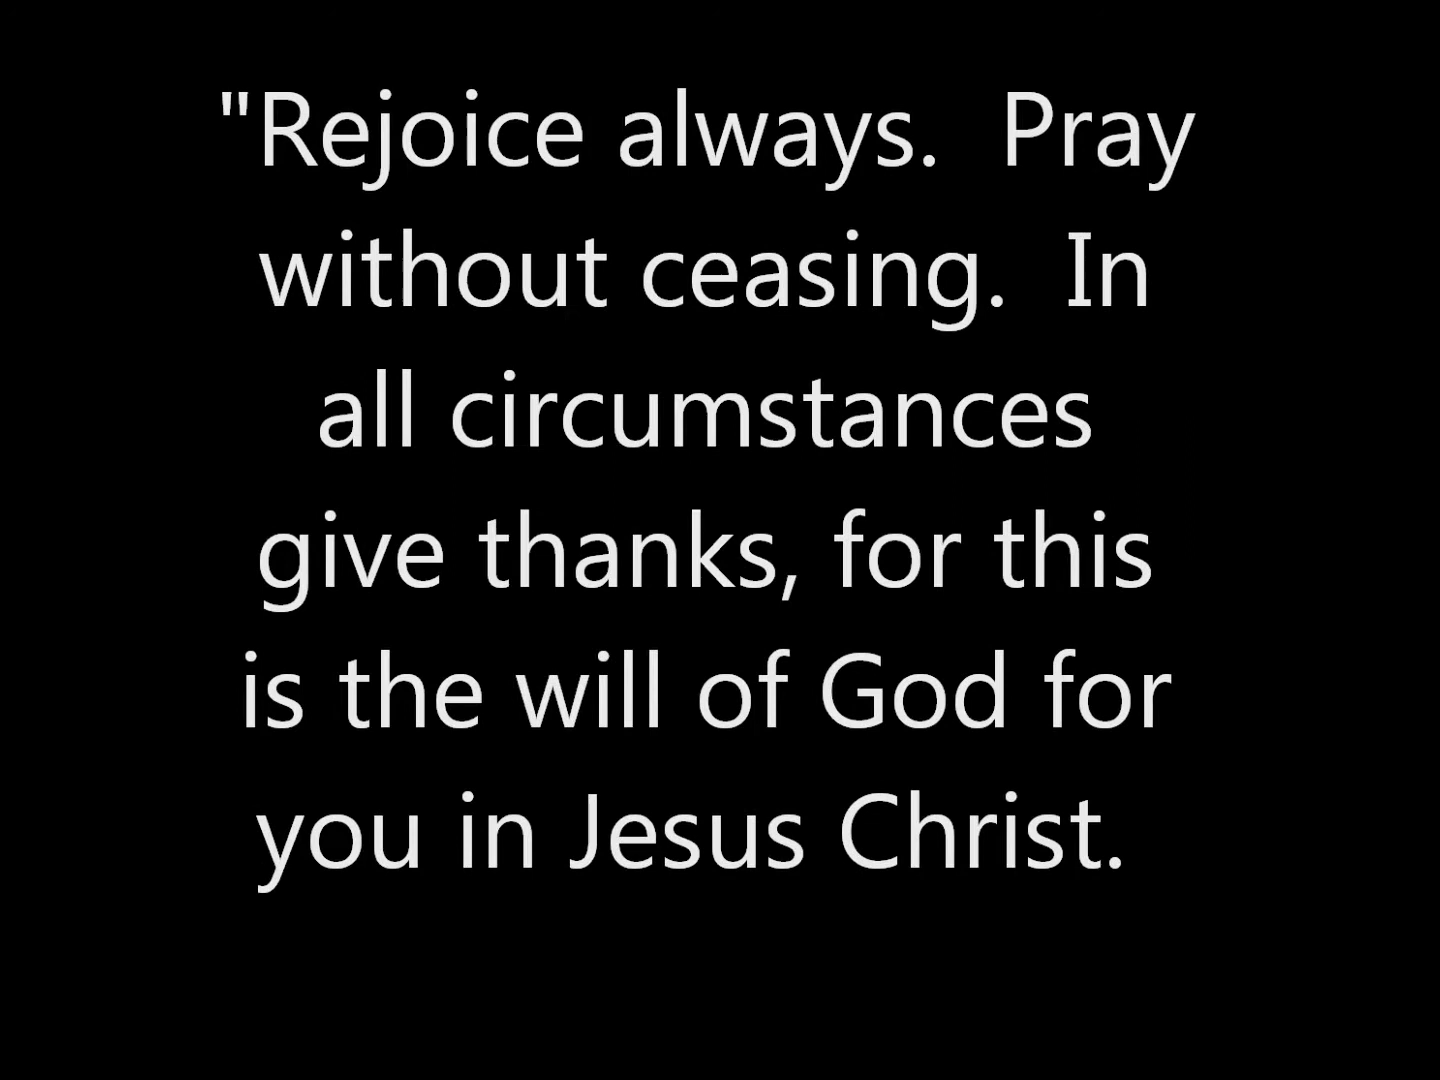 "Rejoice always.  Pray
without ceasing.  In
all circumstances
give thanks, for this
is the will of God for
you in Jesus Christ.